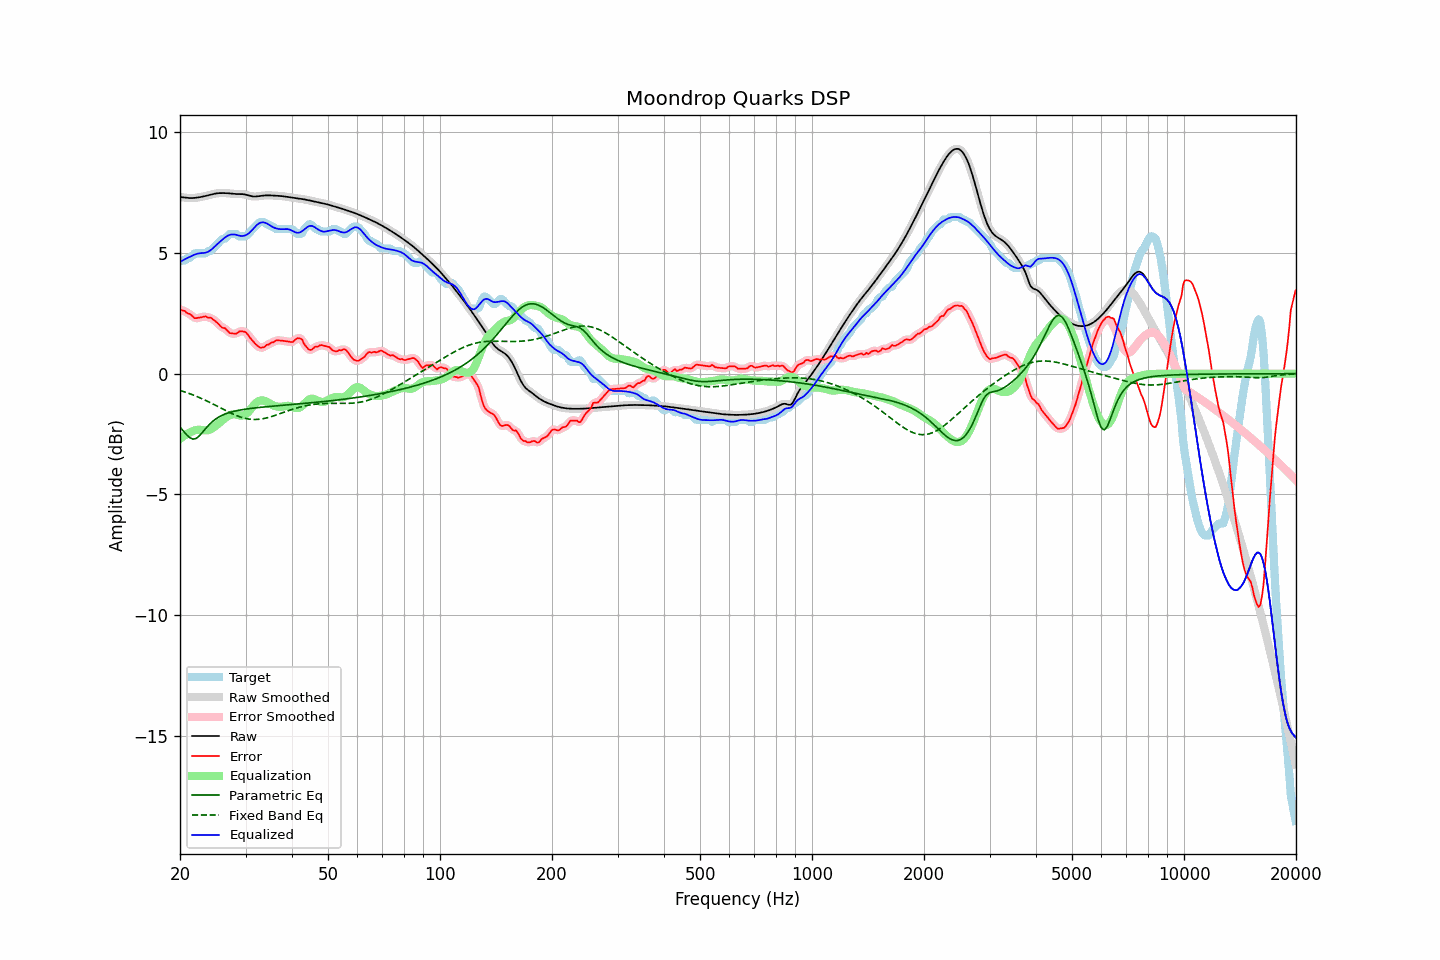 Moondrop Quarks DSP
10
5
0
−5
−10
−15
Amplitude (dBr)
Target
Raw Smoothed
Error Smoothed
Raw
Error
Equalization
Parametric Eq
Fixed Band Eq
Equalized
20 50 100 200 500 1000 2000 5000 10000 20000
Frequency (Hz)